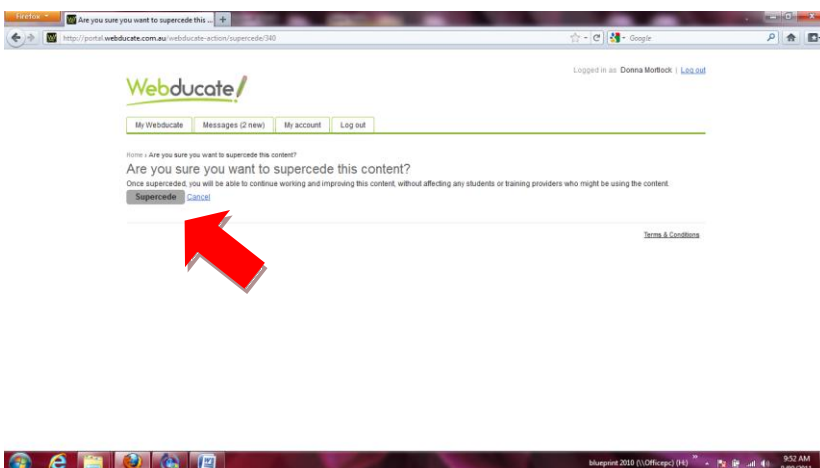 Firefox
Are you sure you want to supercede this ...
http://portal.webducate.com.au/webducate-action/supercede/340
Google
Logged in as Donna Mortlock | Log out
Webducate!
My Webducate
Messages (2 new)
My account
Log out
Home › Are you sure you want to supercede this content?
Are you sure you want to supercede this content?
Once superceded, you will be able to continue working and improving this content, without affecting any students or training providers who might be using the content.
Supercede Cancel
Terms & Conditions
blueprint 2010 (\\Officepc) (H:)
9:52 AM